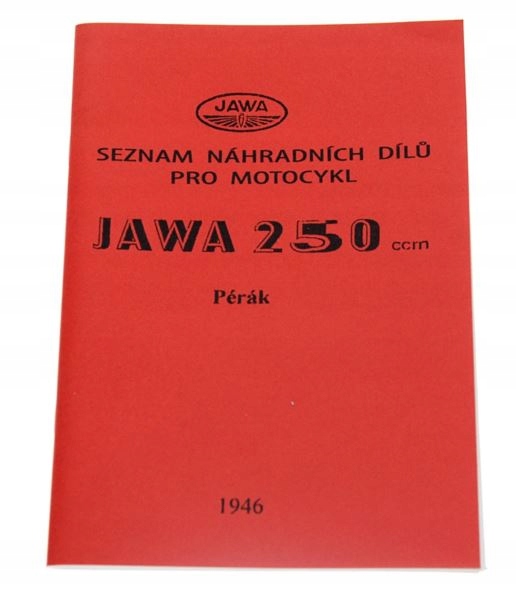 JAWA
SEZNAM NÁHRADNÍCH DÍLŮ
PRO MOTOCYKL
JAWA 250 ccm
Pérák
1946